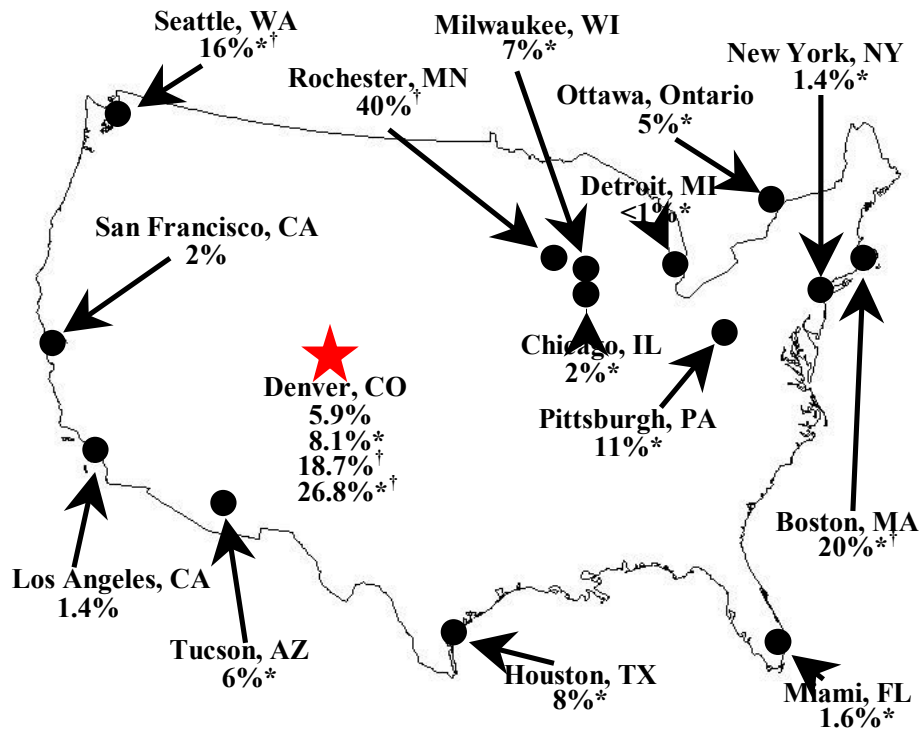 Seattle, WA
16%*†
Milwaukee, WI
7%*
New York, NY
1.4%*
Rochester, MN
40%†
Ottawa, Ontario
5%*
Detroit, MI
<1%*
San Francisco, CA
2%
Chicago, IL
2%*
Denver, CO
5.9%
8.1%*
18.7%†
26.8%*†
Pittsburgh, PA
11%*
Boston, MA
20%*†
Los Angeles, CA
1.4%
Tucson, AZ
6%*
Houston, TX
8%*
Miami, FL
1.6%*